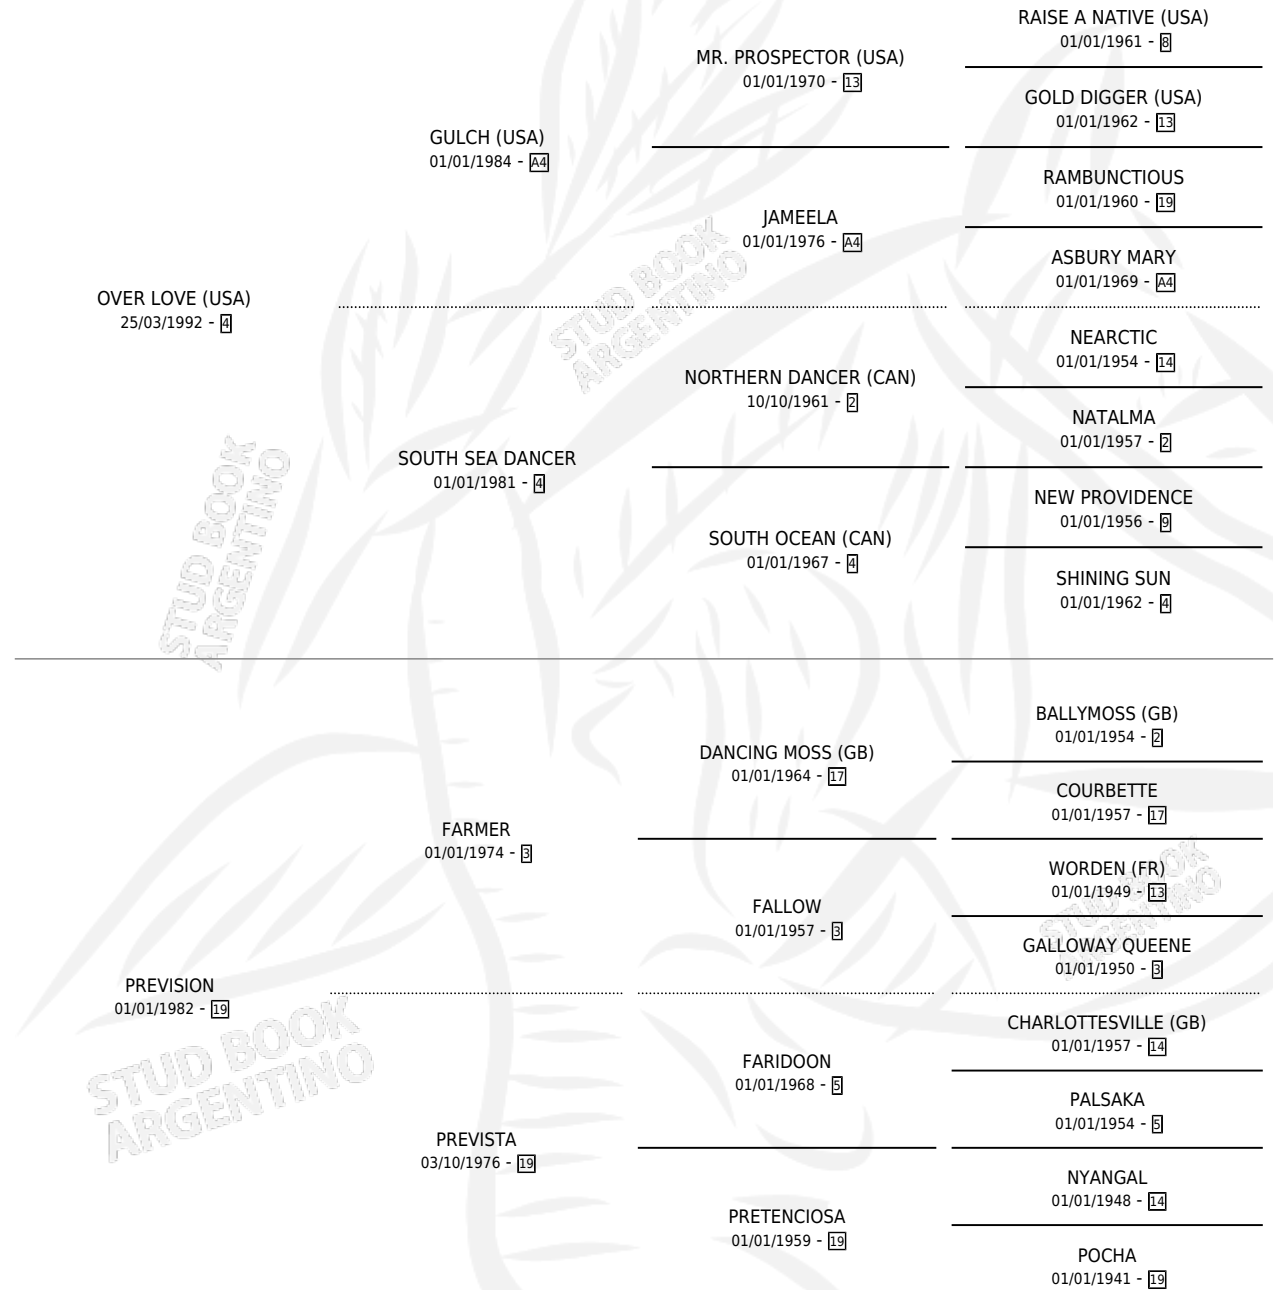 RAISE A NATIVE (USA)
01/01/1961 - 8
MR. PROSPECTOR (USA)
01/01/1970 - 13
GOLD DIGGER (USA)
01/01/1962 - 13
GULCH (USA)
01/01/1984 - A4
RAMBUNCTIOUS
01/01/1960 - 19
JAMEELA
01/01/1976 - A4
ASBURY MARY
01/01/1969 - A4
OVER LOVE (USA)
25/03/1992 - 4
NEARCTIC
01/01/1954 - 14
NORTHERN DANCER (CAN)
10/10/1961 - 2
NATALMA
01/01/1957 - 2
SOUTH SEA DANCER
01/01/1981 - 4
NEW PROVIDENCE
01/01/1956 - 9
SOUTH OCEAN (CAN)
01/01/1967 - 4
SHINING SUN
01/01/1962 - 4
BALLYMOSS (GB)
01/01/1954 - 2
DANCING MOSS (GB)
01/01/1964 - 17
COURBETTE
01/01/1957 - 17
FARMER
01/01/1974 - 3
WORDEN (FR)
01/01/1949 - 13
FALLOW
01/01/1957 - 3
GALLOWAY QUEENE
01/01/1950 - 3
PREVISION
01/01/1982 - 19
CHARLOTTESVILLE (GB)
01/01/1957 - 14
FARIDOON
01/01/1968 - 5
PALSAKA
01/01/1954 - 5
PREVISTA
03/10/1976 - 19
NYANGAL
01/01/1948 - 14
PRETENCIOSA
01/01/1959 - 19
POCHA
01/01/1941 - 19
STUD BOOK
ARGENTINO
STUD BOOK
ARGENTINO
STUD BOOK
ARGENTINO
STUD BOOK
ARGENTINO